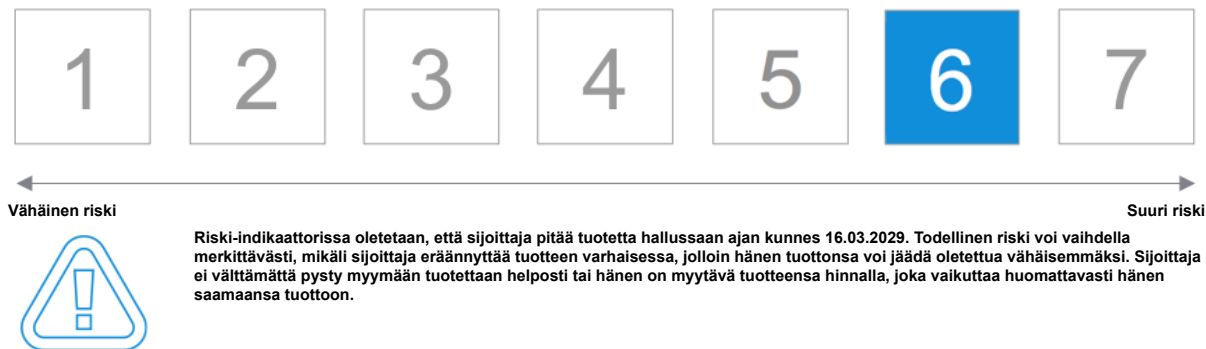 1 2 3 4 5 6 7
Vähäinen riski Suuri riski
Riski-indikaattorissa oletetaan, että sijoittaja pitää tuotetta hallussaan ajan kunnes 16.03.2029. Todellinen riski voi vaihdella
merkittävästi, mikäli sijoittaja eräännyttää tuotteen varhaisessa, jolloin hänen tuottonsa voi jäädä oletettua vähäisemmäksi. Sijoittaja
ei välttämättä pysty myymään tuotettaan helposti tai hänen on myytävä tuotteensa hinnalla, joka vaikuttaa huomattavasti hänen
saamaansa tuottoon.